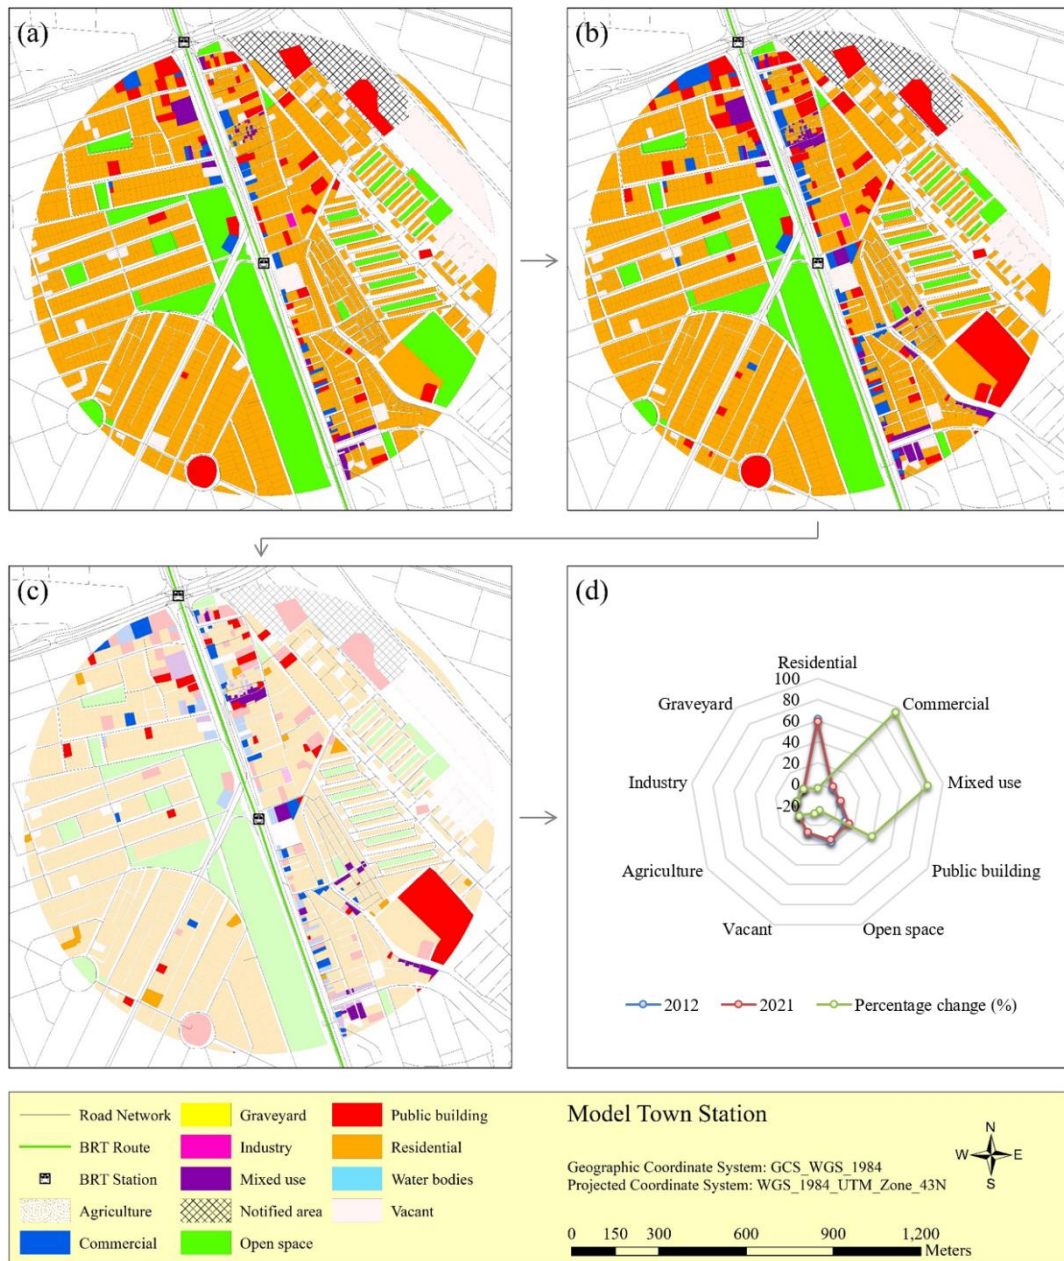 (a)
(b)
(c)
(d)
Residential
100
80
60
40
20
0
-20
Commercial
Mixed use
Public building
Open space
Vacant
Agriculture
Industry
Graveyard
2012
2021
Percentage change (%)
Road Network
BRT Route
BRT Station
Agriculture
Commercial
Graveyard
Industry
Mixed use
Notified area
Open space
Public building
Residential
Water bodies
Vacant
Model Town Station
Geographic Coordinate System: GCS_WGS_1984
Projected Coordinate System: WGS_1984_UTM_Zone_43N
N
W E
S
0 150 300 600 900 1,200
Meters